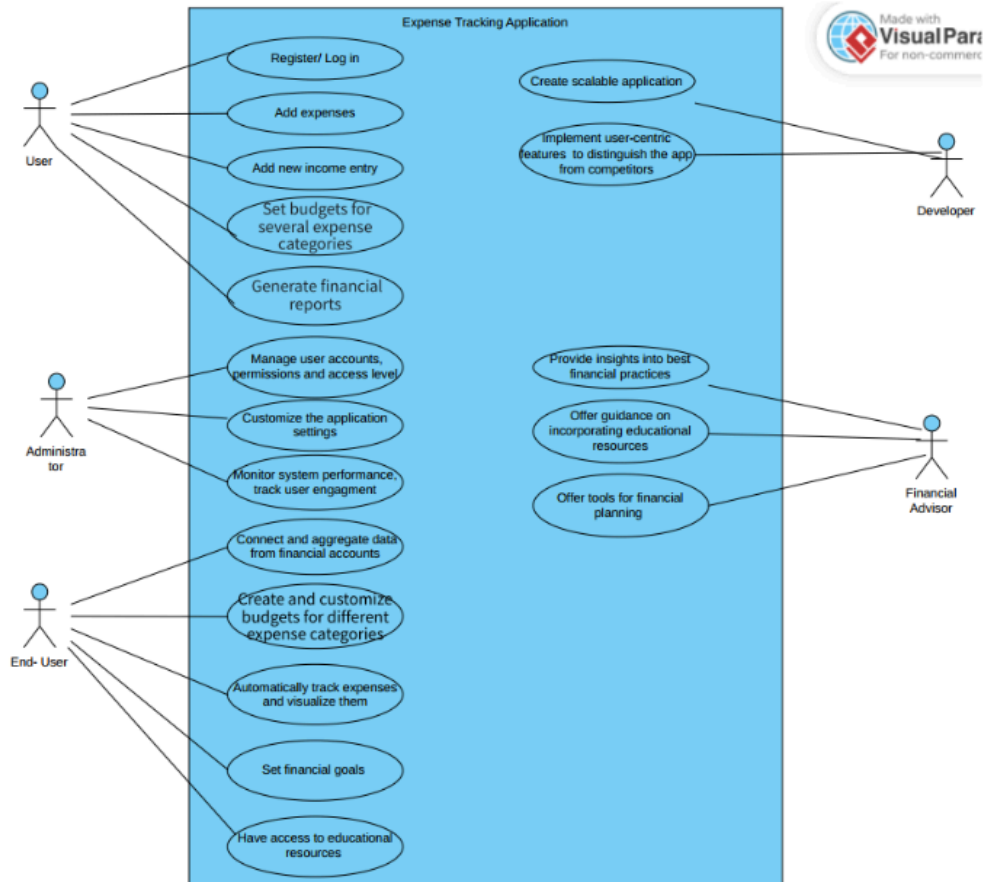 Expense Tracking Application
Made with
Visual Para
For non-commerc
Register/ Log in
Add expenses
Add new income entry
Set budgets for
several expense
categories
Generate financial
reports
User
Manage user accounts,
permissions and access level
Customize the application
settings
Monitor system performance,
track user engagment
Administra
tor
Connect and aggregate data
from financial accounts
Create and customize
budgets for different
expense categories
Automatically track expenses
and visualize them
Set financial goals
Have access to educational
resources
End- User
Create scalable application
Implement user-centric
features to distinguish the app
from competitors
Developer
Provide insights into best
financial practices
Offer guidance on
incorporating educational
resources
Offer tools for financial
planning
Financial
Advisor